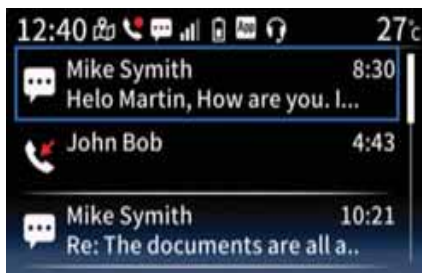 12:40 App 27°c
Mike Symith 8:30
Helo Martin, How are you. I...
John Bob 4:43
Mike Symith 10:21
Re: The documents are all a..